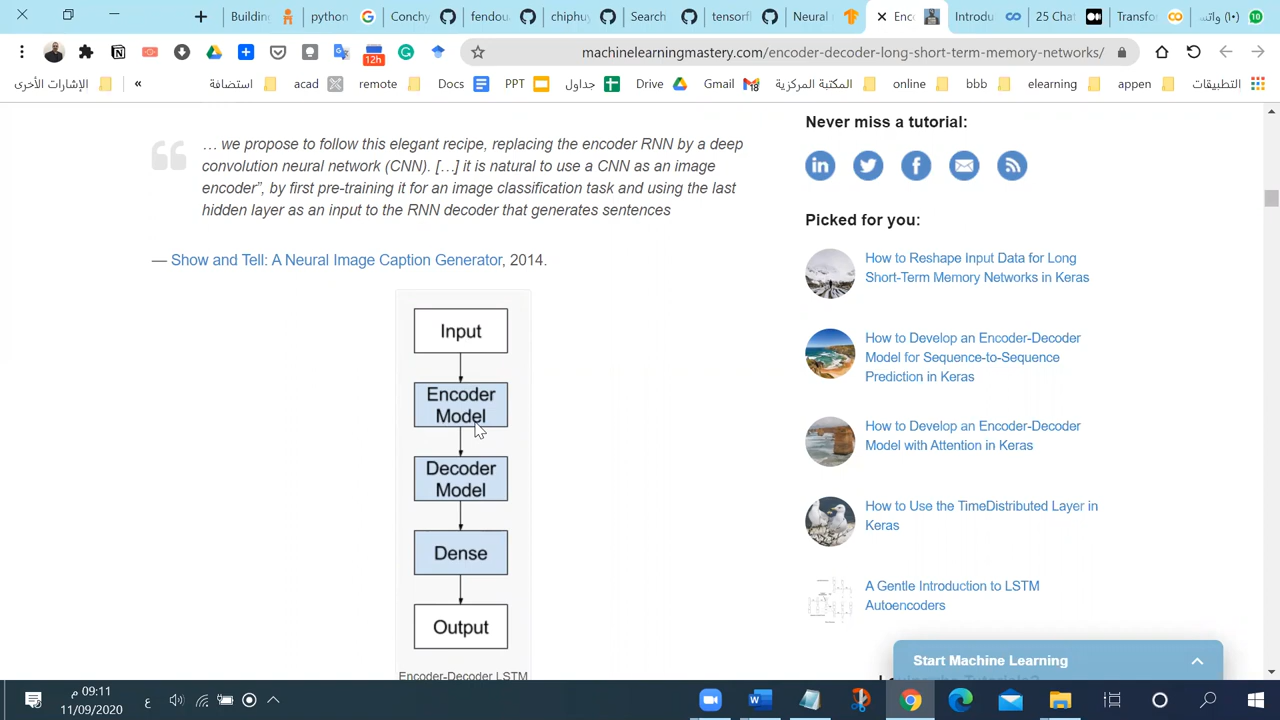 Building
G
Conchy
Endou
chiphuy
Search
tensorfl
Neural
Enco
Introdu
25 Chat
Transfo
(١٠) واتس
10
12h
machinelearningmastery.com/encoder-decoder-long-short-term-memory-networks/
التطبيقات
appen
elearning
bbb
online
المكتبة المركزية
Gmail
Drive
جداول
PPT
Docs
remote
acad
استضافة
«
الإشارات الأخرى
… we propose to follow this elegant recipe, replacing the encoder RNN by a deep
convolution neural network (CNN). […] it is natural to use a CNN as an image
encoder”, by first pre-training it for an image classification task and using the last
hidden layer as an input to the RNN decoder that generates sentences
— Show and Tell: A Neural Image Caption Generator, 2014.
Input
Encoder
Model
Decoder
Model
Dense
Output
Encoder-Decoder LSTM
Never miss a tutorial:
Picked for you:
How to Reshape Input Data for Long
Short-Term Memory Networks in Keras
How to Develop an Encoder-Decoder
Model for Sequence-to-Sequence
Prediction in Keras
How to Develop an Encoder-Decoder
Model with Attention in Keras
How to Use the TimeDistributed Layer in
Keras
A Gentle Introduction to LSTM
Autoencoders
Start Machine Learning
09:11 م
11/09/2020
ع